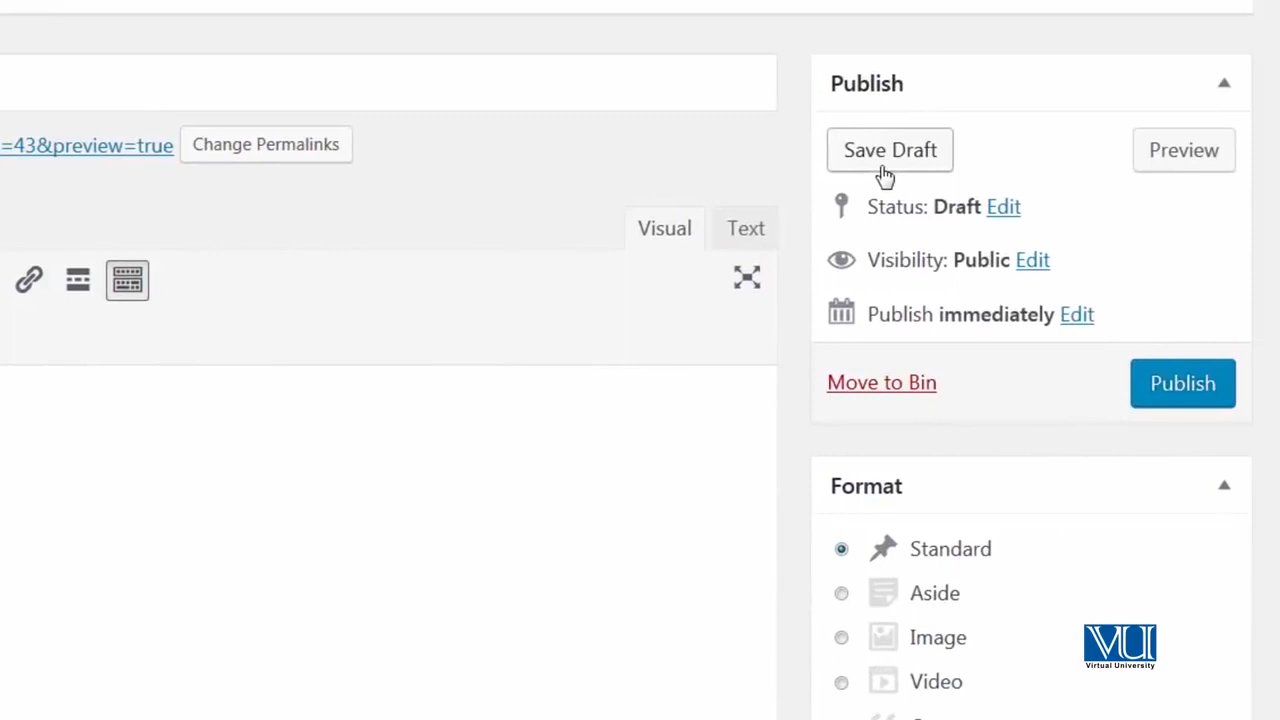 Publish
Save Draft
Preview
=43&preview=true
Change Permalinks
Status: Draft Edit
Visual
Text
Visibility: Public Edit
Publish immediately Edit
Move to Bin
Publish
Format
Standard
Aside
Image
Video
VU
Virtual University